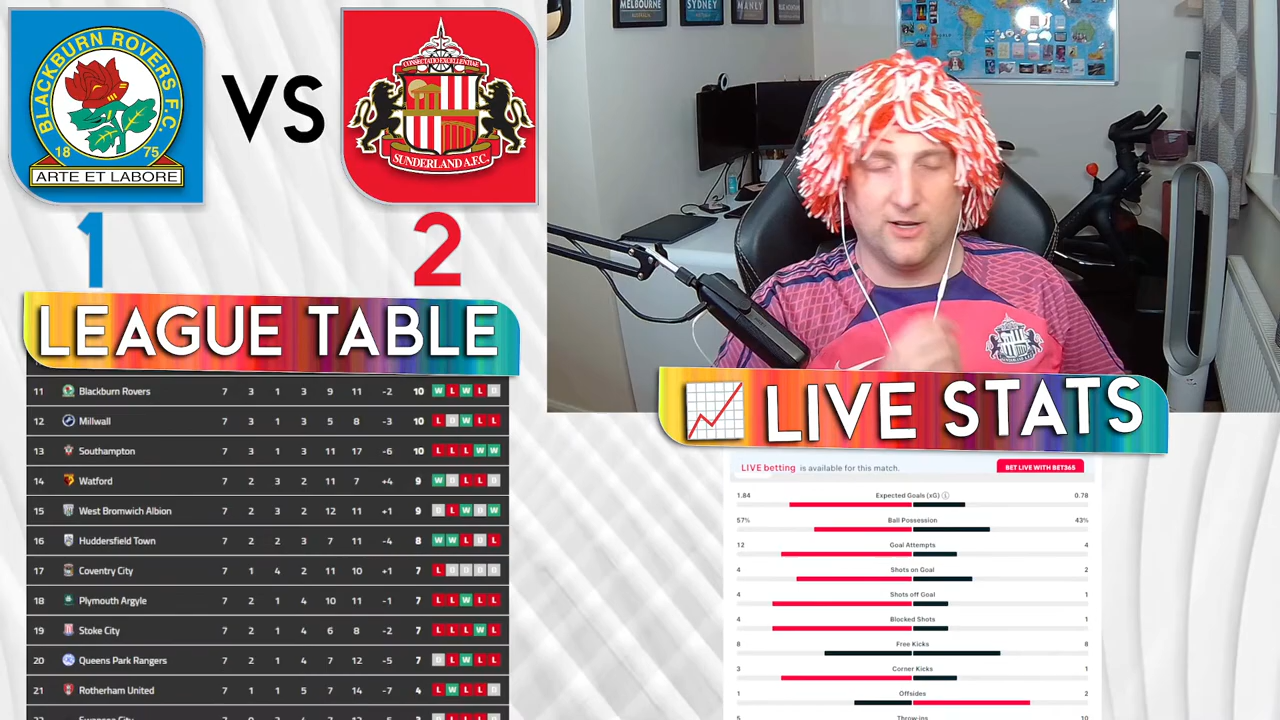 BLACKBURN ROVERS F.C.
18 75
ARTE ET LABORE
VS
CONSECTATIO EXCELLENTIAE
SUNDERLAND A.F.C.
1
2
MELBOURNE
AUSTRALIA
SYDNEY
MANLY
BLUE MOUNTAINS
LEAGUE TABLE
11 Blackburn Rovers 7 3 1 3 9 11 -2 10 W L W L D
12 Millwall 7 3 1 3 5 8 -3 10 L D W L L
13 Southampton 7 3 1 3 11 17 -6 10 L L L W W
14 Watford 7 2 3 2 11 7 +4 9 W D L L D
15 West Bromwich Albion 7 2 3 2 12 11 +1 9 D L W D W
16 Huddersfield Town 7 2 2 3 7 11 -4 8 W W L D L
17 Coventry City 7 1 4 2 11 10 +1 7 L D D D D
18 Plymouth Argyle 7 2 1 4 10 11 -1 7 L L W L L
19 Stoke City 7 2 1 4 6 8 -2 7 L L L W L
20 Queens Park Rangers 7 2 1 4 7 12 -5 7 D L W L L
21 Rotherham United 7 1 1 5 7 14 -7 4 L W L L D
LIVE STATS
LIVE betting is available for this match.
BET LIVE WITH BET365
1.84 Expected Goals (xG) 0.78
57% Ball Possession 43%
12 Goal Attempts 4
4 Shots on Goal 2
4 Shots off Goal 1
4 Blocked Shots 1
8 Free Kicks 8
3 Corner Kicks 1
1 Offsides 2
5 Throw-ins 10